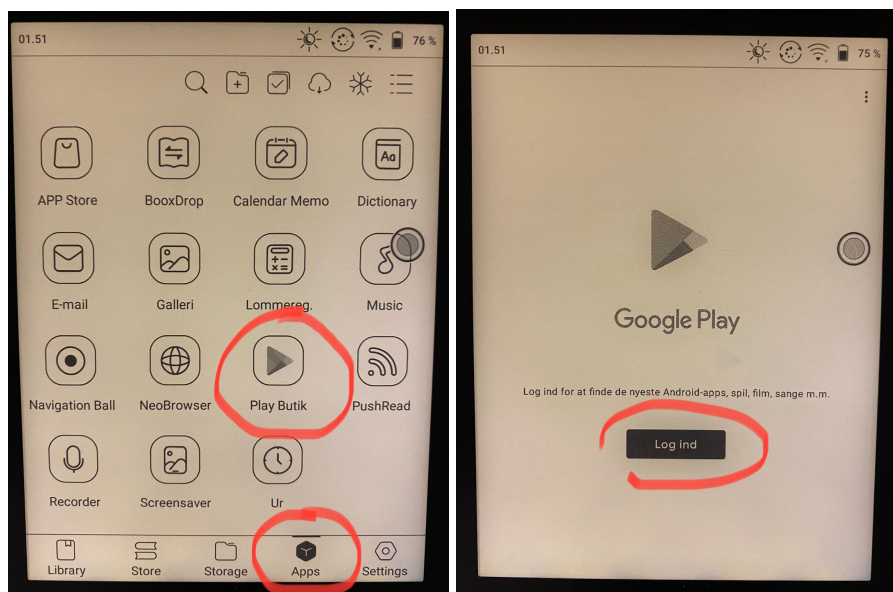 01.51
76 %
APP Store
BooxDrop
Calendar Memo
Aa
Dictionary
E-mail
Galleri
Lommereg.
Music
Navigation Ball
NeoBrowser
Play Butik
PushRead
Recorder
Screensaver
Ur
Library
Store
Storage
Apps
Settings
01.51
75 %
Google Play
Log ind for at finde de nyeste Android-apps, spil, film, sange m.m.
Log ind